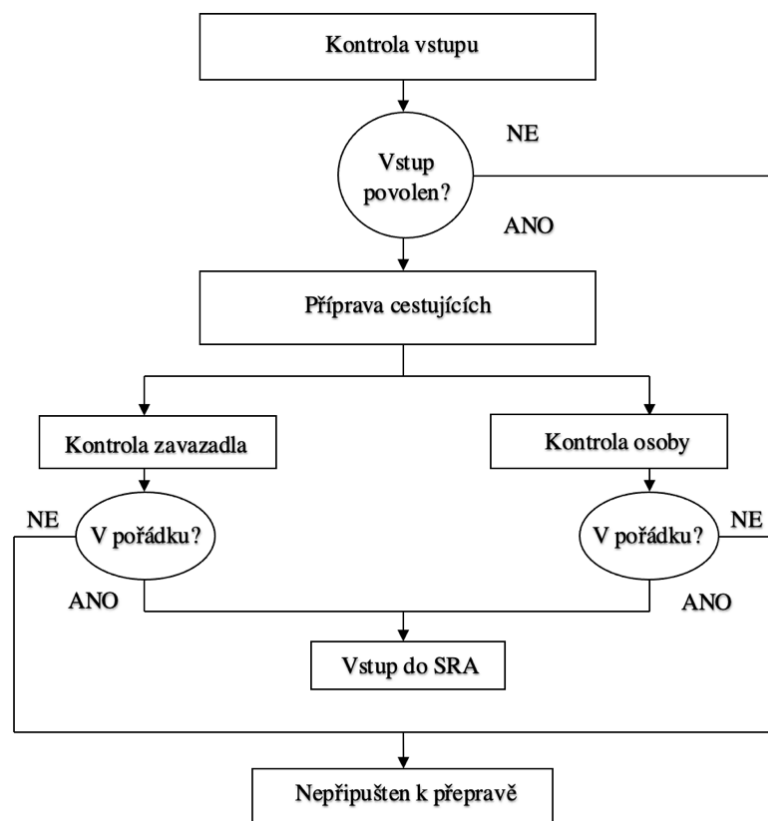 Kontrola vstupu
NE
Vstup
povolen?
ANO
Příprava cestujících
Kontrola zavazadla
Kontrola osoby
NE
V pořádku?
V pořádku?
NE
ANO
ANO
Vstup do SRA
Nepřipuštěn k přepravě